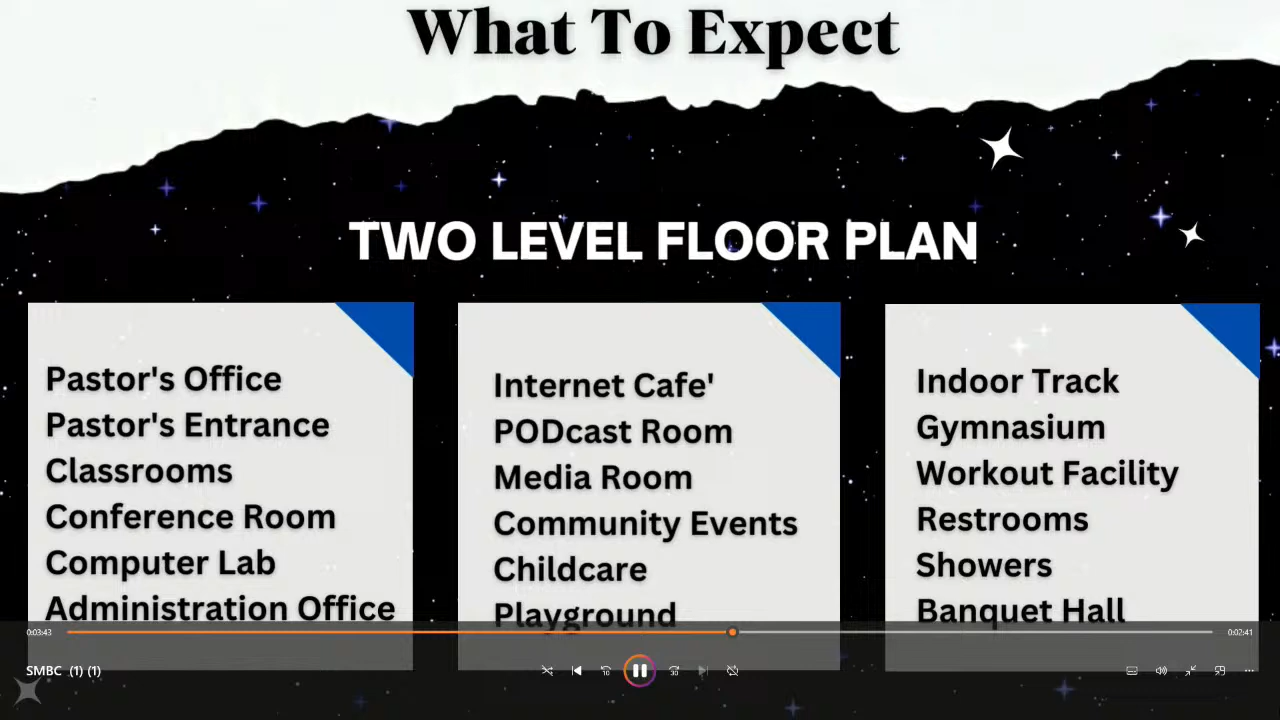 What To Expect
TWO LEVEL FLOOR PLAN
Pastor's Office
Pastor's Entrance
Classrooms
Conference Room
Computer Lab
Administration Office
Internet Cafe'
PODcast Room
Media Room
Community Events
Childcare
Playground
Indoor Track
Gymnasium
Workout Facility
Restrooms
Showers
Banquet Hall
0:03:43
0:02:41
SMBC (1) (1)
10
30